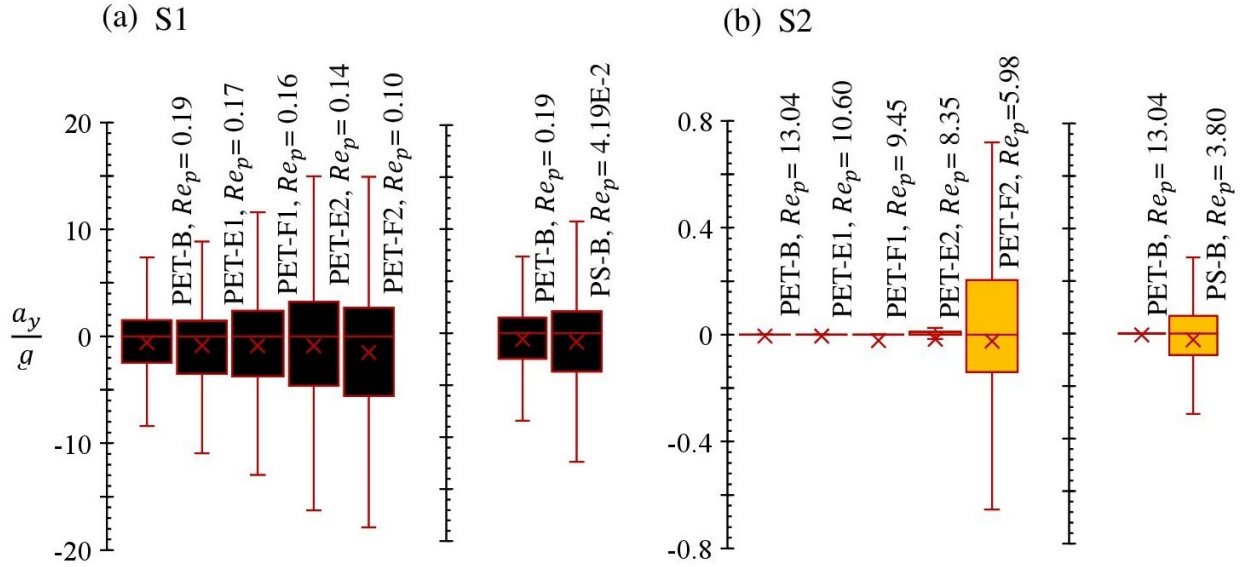 (a) S1
20
10
0
-10
-20
a_y
g
PET-B, Re_p= 0.19
PET-E1, Re_p= 0.17
PET-F1, Re_p= 0.16
PET-E2, Re_p= 0.14
PET-F2, Re_p= 0.10
PET-B, Re_p= 0.19
PS-B, Re_p= 4.19E-2
(b) S2
0.8
0.4
0
-0.4
-0.8
PET-B, Re_p= 13.04
PET-E1, Re_p= 10.60
PET-F1, Re_p= 9.45
PET-E2, Re_p= 8.35
PET-F2, Re_p=5.98
PET-B, Re_p= 13.04
PS-B, Re_p= 3.80